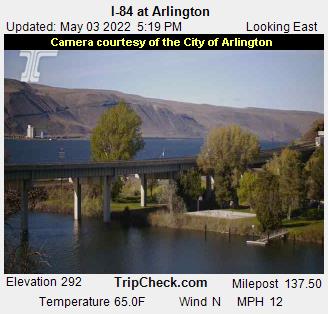 I-84 at Arlington
Updated: May 03 2022 5:19 PM Looking East
Camera courtesy of the City of Arlington
Elevation 292 TripCheck.com Milepost 137.50
Temperature 65.0F Wind N MPH 12